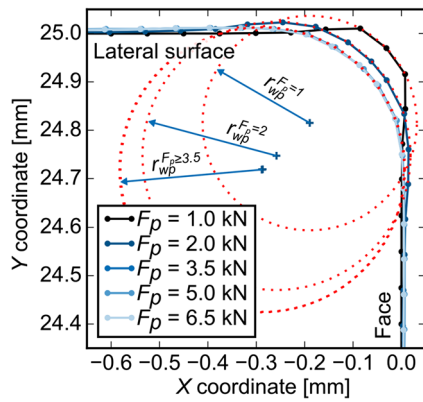 25.0
24.9
24.8
24.7
24.6
24.5
24.4
Y coordinate [mm]
Lateral surface
r_wp^{F_p=1}
r_wp^{F_p=2}
r_wp^{F_p≥3.5}
F_p = 1.0 kN
F_p = 2.0 kN
F_p = 3.5 kN
F_p = 5.0 kN
F_p = 6.5 kN
Face
−0.6 −0.5 −0.4 −0.3 −0.2 −0.1 0.0
X coordinate [mm]